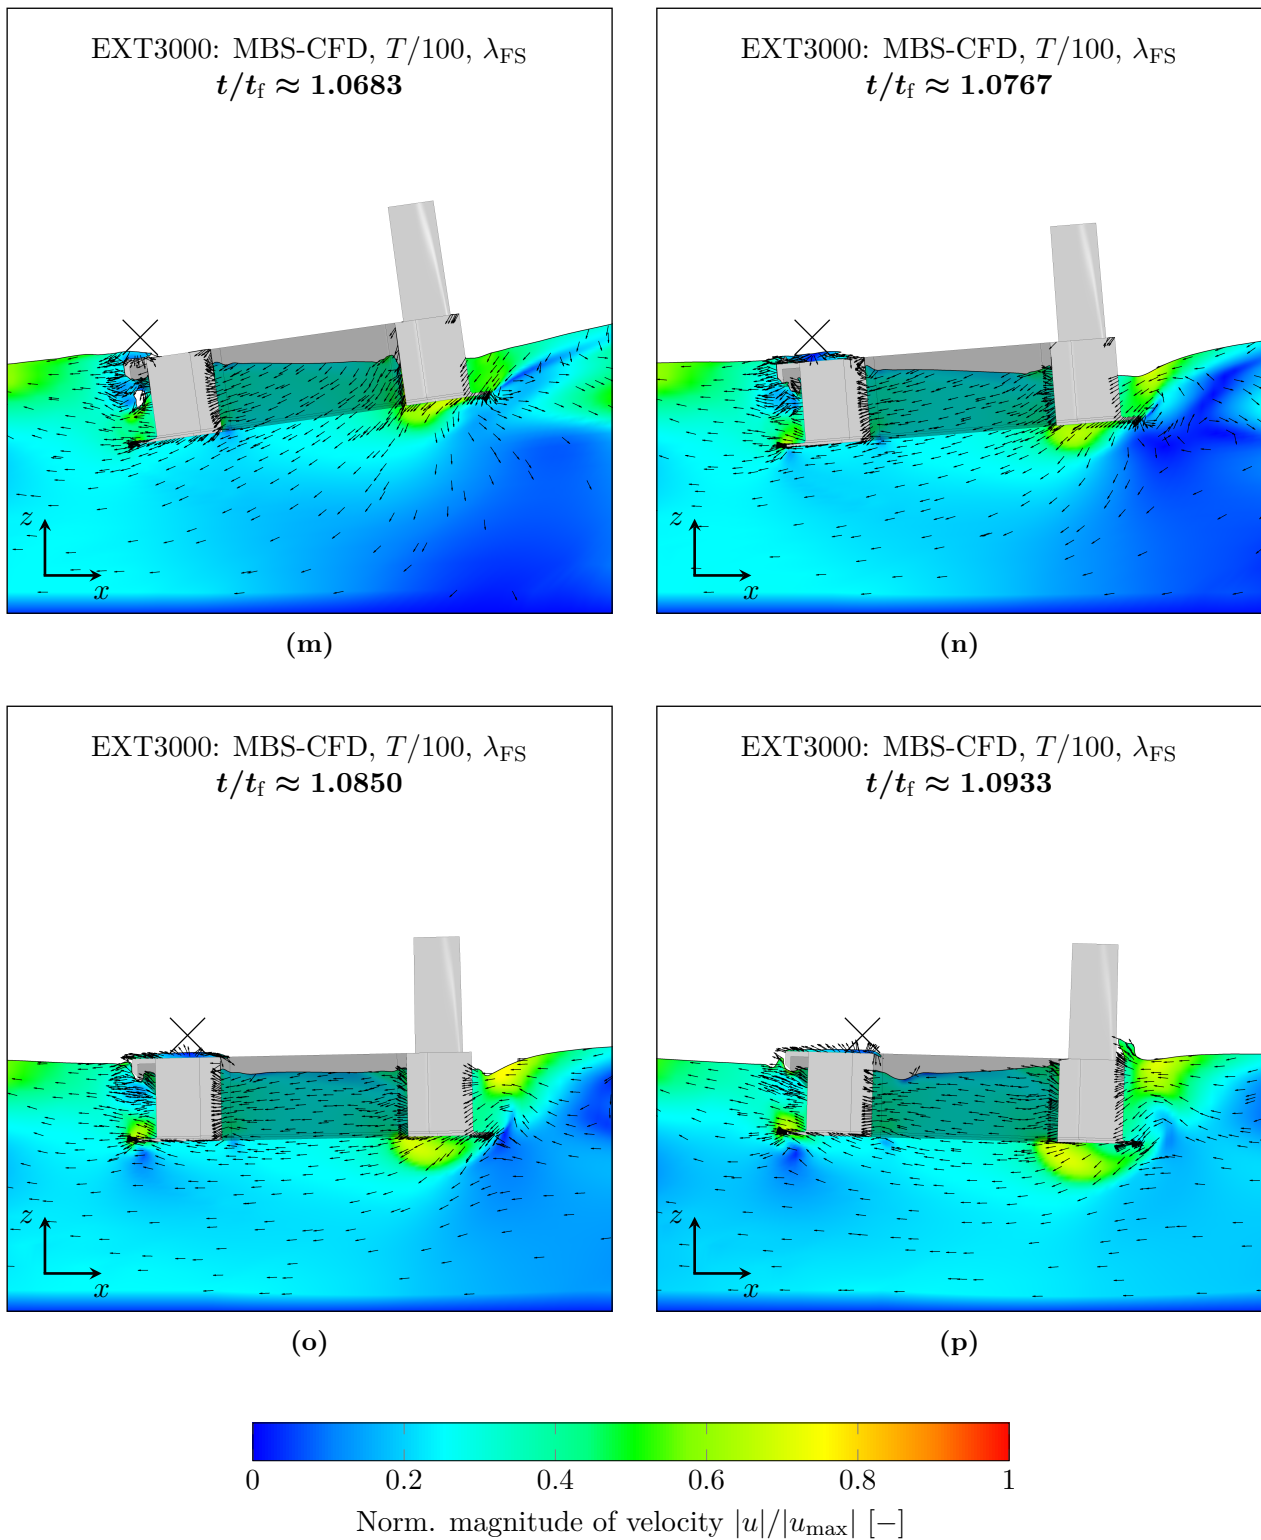 EXT3000: MBS-CFD, T/100, λFS
t/tf ≈ 1.0683
z
x
(m)
EXT3000: MBS-CFD, T/100, λFS
t/tf ≈ 1.0767
z
x
(n)
EXT3000: MBS-CFD, T/100, λFS
t/tf ≈ 1.0850
z
x
(o)
EXT3000: MBS-CFD, T/100, λFS
t/tf ≈ 1.0933
z
x
(p)
0 0.2 0.4 0.6 0.8 1
Norm. magnitude of velocity |u|/|umax| [−]